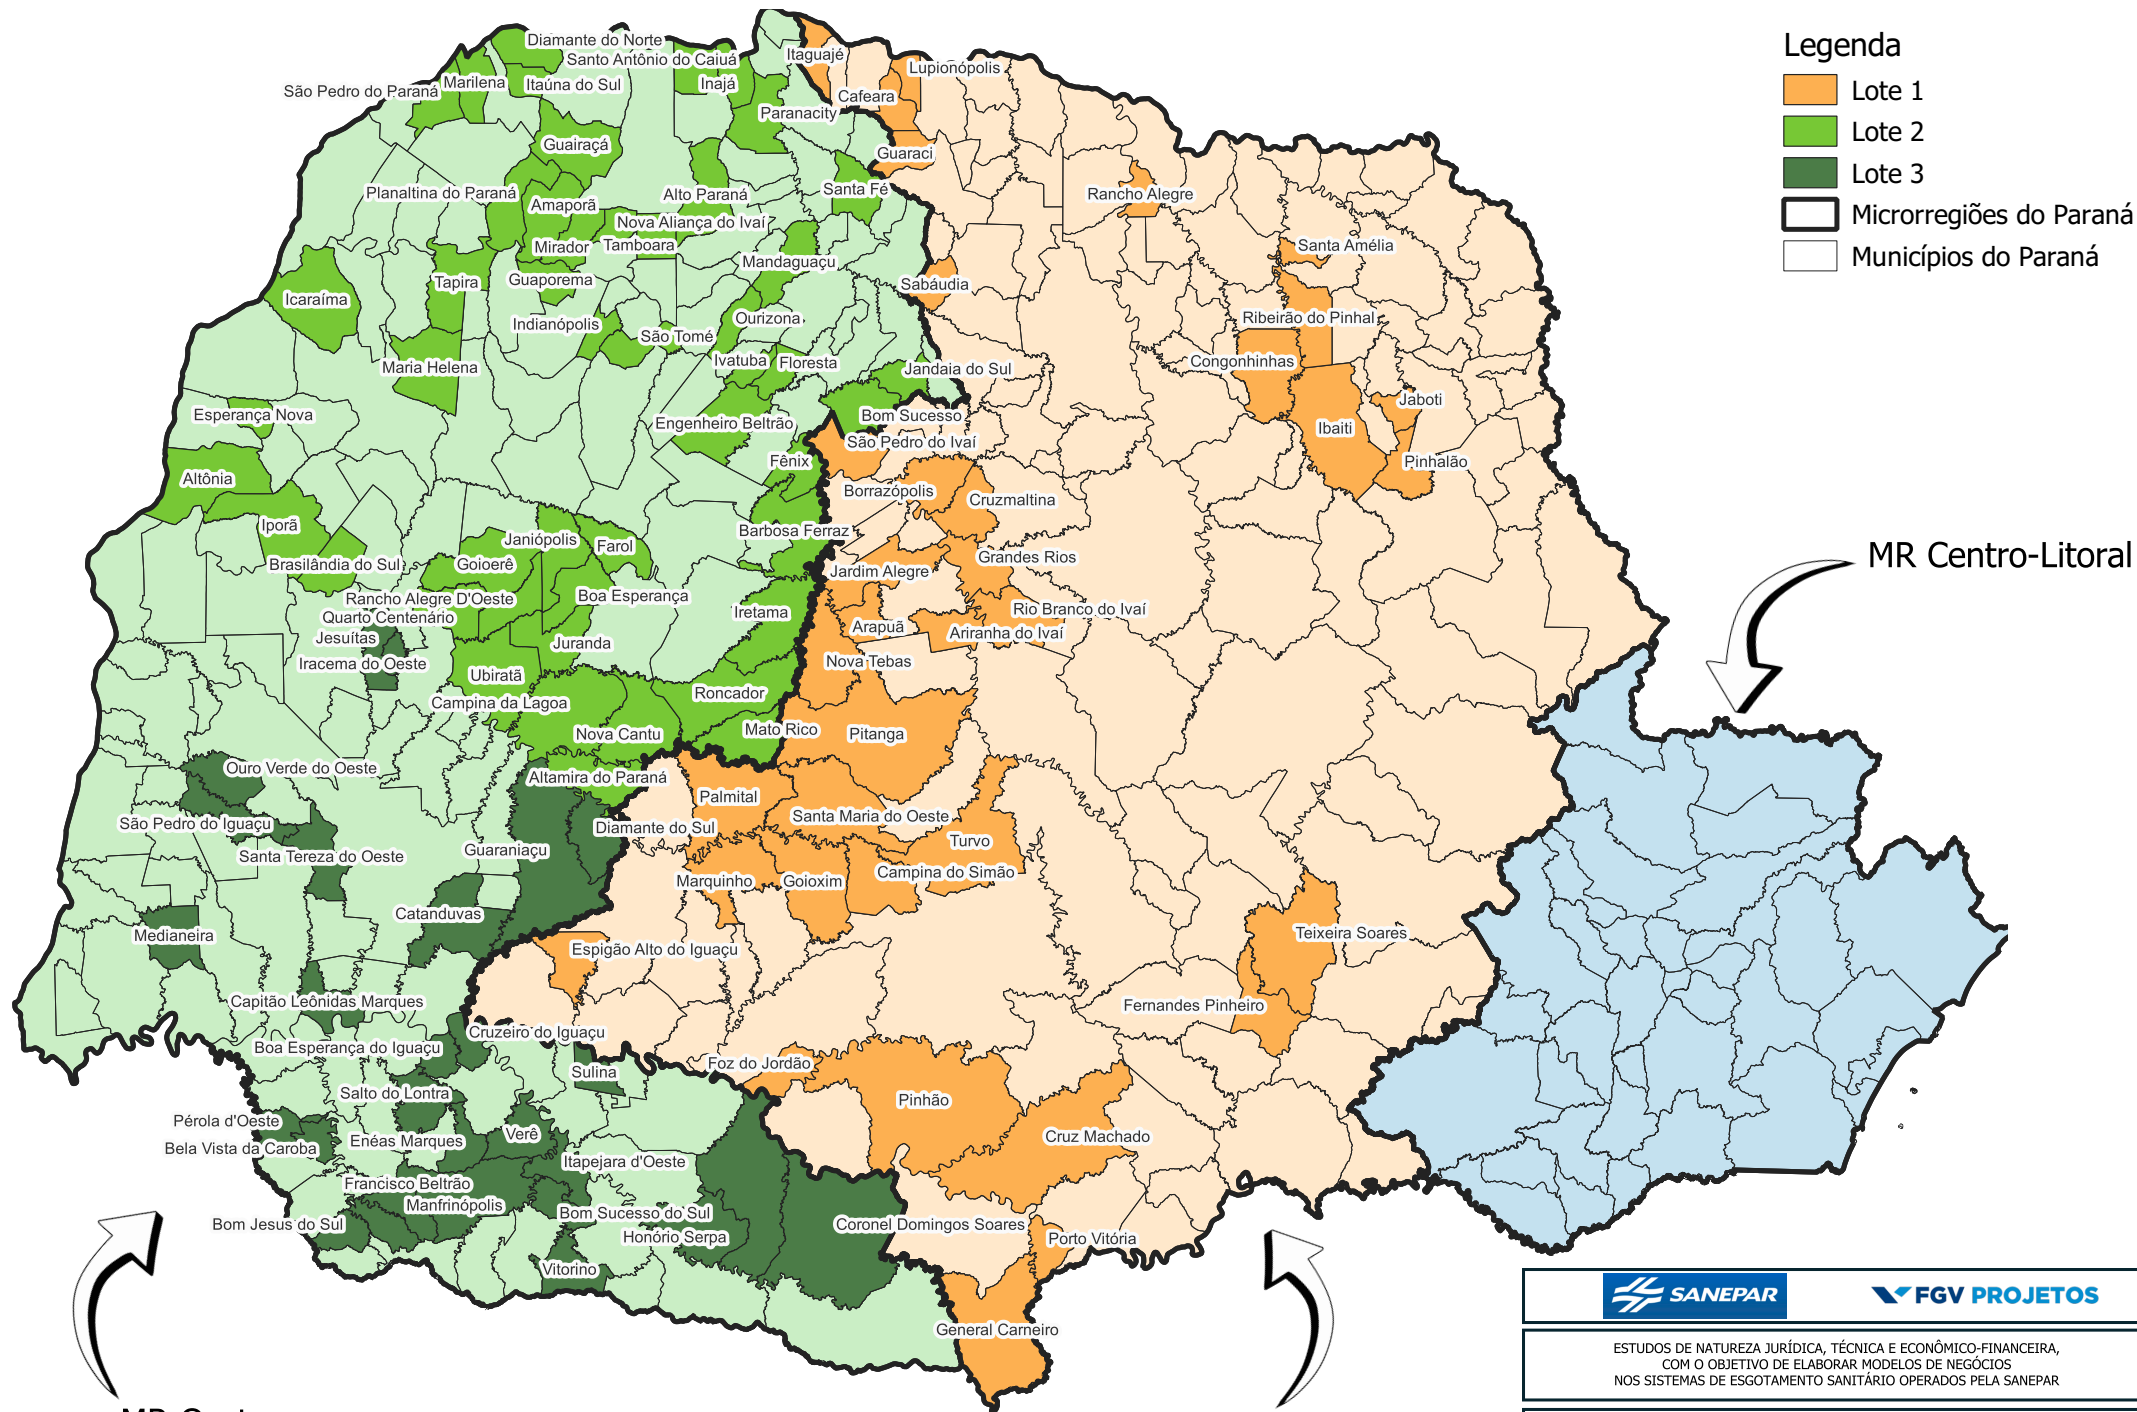 Legenda
Lote 1
Lote 2
Lote 3
Microrregiões do Paraná
Municípios do Paraná
MR Centro-Litoral
Diamante do Norte
Santo Antônio do Caiuá
São Pedro do Paraná
Marilena
Itaúna do Sul
Inajá
Itaguajé
Lupionópolis
Cafeara
Paranacity
Guairaçá
Guaraci
Planaltina do Paraná
Amaporã
Alto Paraná
Santa Fé
Rancho Alegre
Nova Aliança do Ivaí
Mirador
Tamboara
Mandaguaçu
Santa Amélia
Icaraíma
Tapira
Guaporema
Sabáudia
Indianópolis
São Tomé
Ourizona
Ribeirão do Pinhal
Maria Helena
Ivatuba
Floresta
Jandaia do Sul
Congonhinhas
Jaboti
Esperança Nova
Engenheiro Beltrão
Bom Sucesso
Ibaiti
São Pedro do Ivaí
Fênix
Pinhalão
Altônia
Borrazópolis
Cruzmaltina
Iporã
Janiópolis
Farol
Barbosa Ferraz
Brasilândia do Sul
Goioerê
Jardim Alegre
Grandes Rios
Rancho Alegre D'Oeste
Boa Esperança
Quarto Centenário
Iretama
Rio Branco do Ivaí
Jesuítas
Juranda
Arapuã
Ariranha do Ivaí
Iracema do Oeste
Nova Tebas
Ubiratã
Campina da Lagoa
Roncador
Nova Cantu
Mato Rico
Pitanga
Ouro Verde do Oeste
Altamira do Paraná
Palmital
São Pedro do Iguaçu
Diamante do Sul
Santa Maria do Oeste
Santa Tereza do Oeste
Guaraniaçu
Turvo
Marquinho
Goioxim
Campina do Simão
Catanduvas
Medianeira
Espigão Alto do Iguaçu
Teixeira Soares
Capitão Leônidas Marques
Fernandes Pinheiro
Cruzeiro do Iguaçu
Boa Esperança do Iguaçu
Sulina
Foz do Jordão
Salto do Lontra
Pinhão
Pérola d'Oeste
Verê
Enéas Marques
Cruz Machado
Bela Vista da Caroba
Itapejara d'Oeste
Francisco Beltrão
Manfrinópolis
Bom Sucesso do Sul
Bom Jesus do Sul
Coronel Domingos Soares
Honório Serpa
Porto Vitória
Vitorino
General Carneiro
SANEPAR
FGV PROJETOS
ESTUDOS DE NATUREZA JURÍDICA, TÉCNICA E ECONÔMICO-FINANCEIRA,
COM O OBJETIVO DE ELABORAR MODELOS DE NEGÓCIOS
NOS SISTEMAS DE ESGOTAMENTO SANITÁRIO OPERADOS PELA SANEPAR